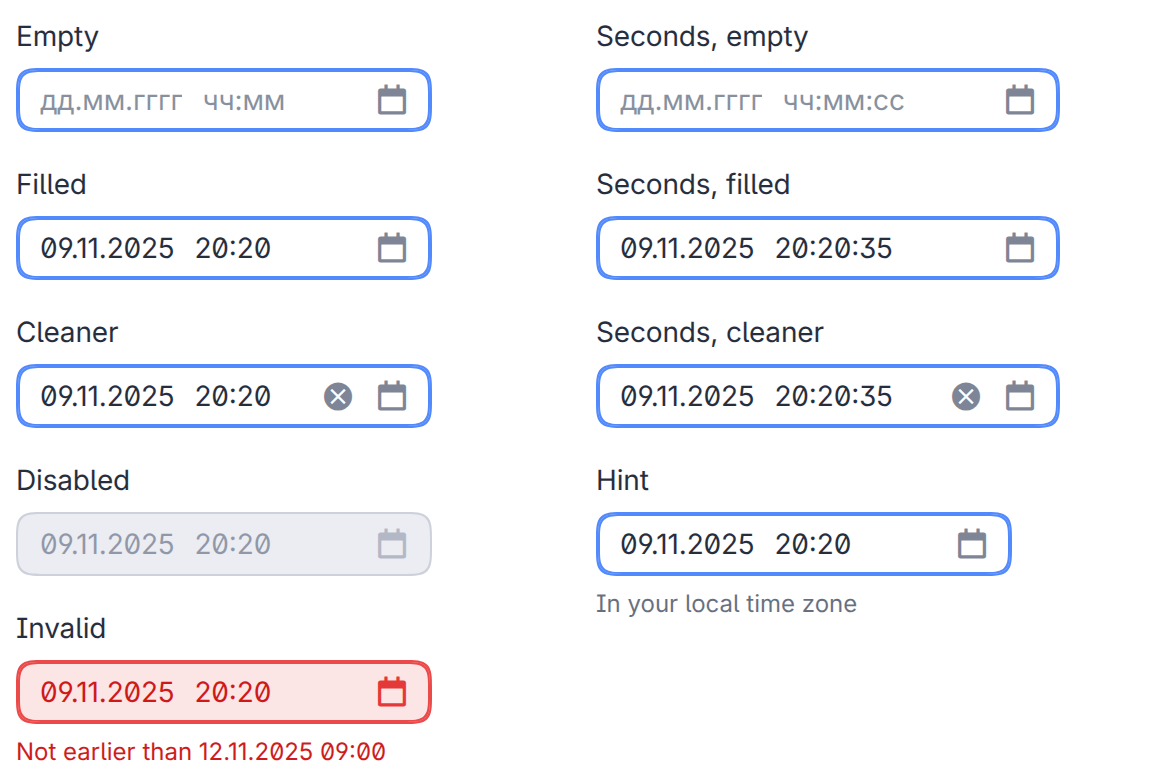 Empty
дд.мм.гггг чч:мм
Filled
09.11.2025 20:20
Cleaner
09.11.2025 20:20
Disabled
09.11.2025 20:20
Invalid
09.11.2025 20:20
Not earlier than 12.11.2025 09:00
Seconds, empty
дд.мм.гггг чч:мм:сс
Seconds, filled
09.11.2025 20:20:35
Seconds, cleaner
09.11.2025 20:20:35
Hint
09.11.2025 20:20
In your local time zone